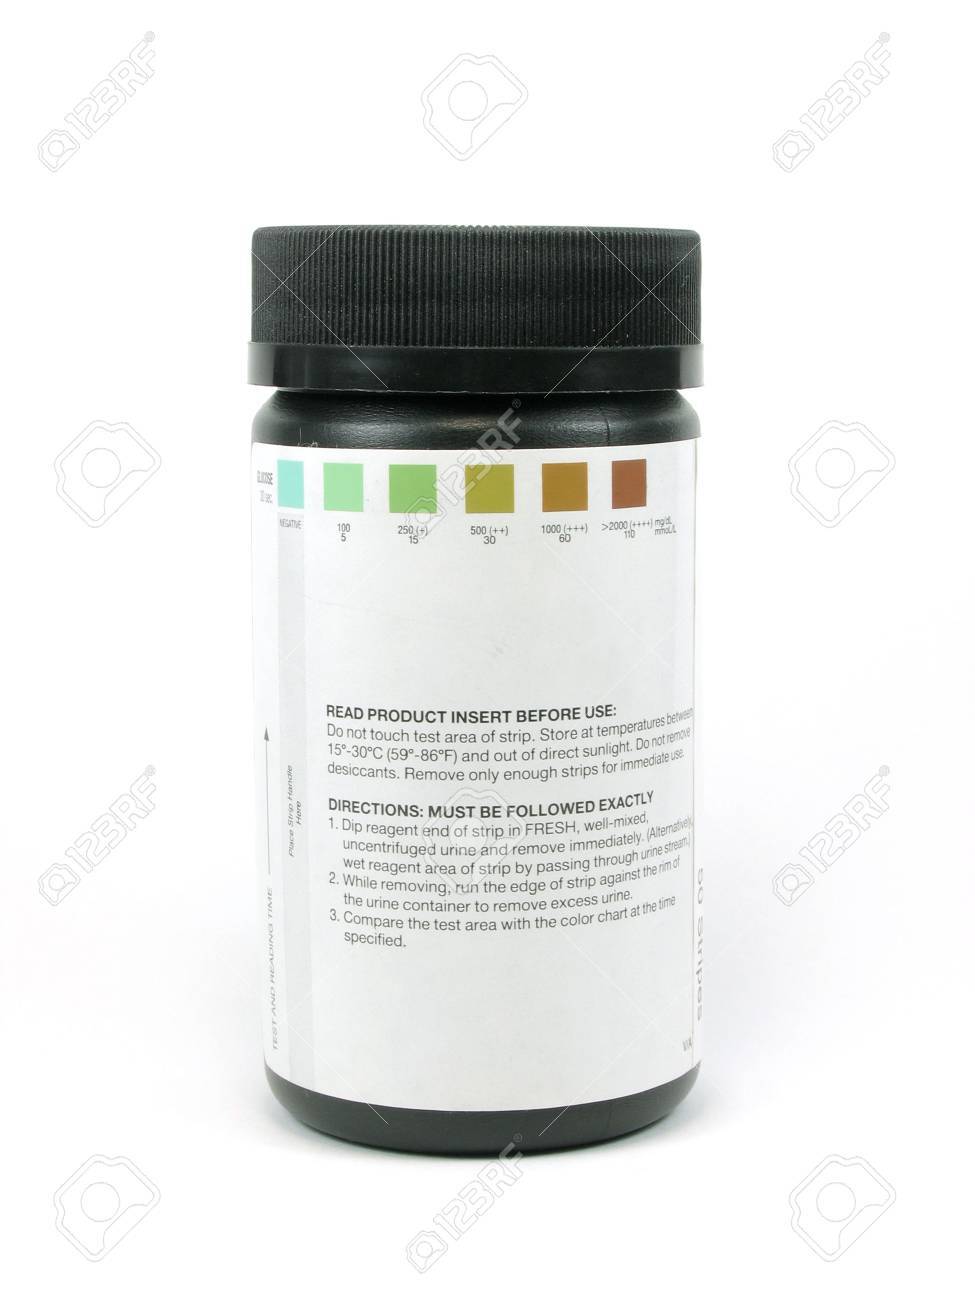 GLUCOSE
30 sec.
NEGATIVE
100 250 (+) 500 (++) 1000 (+++) >2000 (++++) mg/dL
5 15 30 60 110 mmol/L
READ PRODUCT INSERT BEFORE USE:
Do not touch test area of strip. Store at temperatures between
15°-30°C (59°-86°F) and out of direct sunlight. Do not remove
desiccants. Remove only enough strips for immediate use.
DIRECTIONS: MUST BE FOLLOWED EXACTLY
1. Dip reagent end of strip in FRESH, well-mixed,
uncentrifuged urine and remove immediately. (Alternatively,
wet reagent area of strip by passing through urine stream.)
2. While removing, run the edge of strip against the rim of
the urine container to remove excess urine.
3. Compare the test area with the color chart at the time
specified.
Place Strip Handle
Here
TEST AND READING TIME
123RF
123RF
123RF
123RF
123RF
123RF
123RF